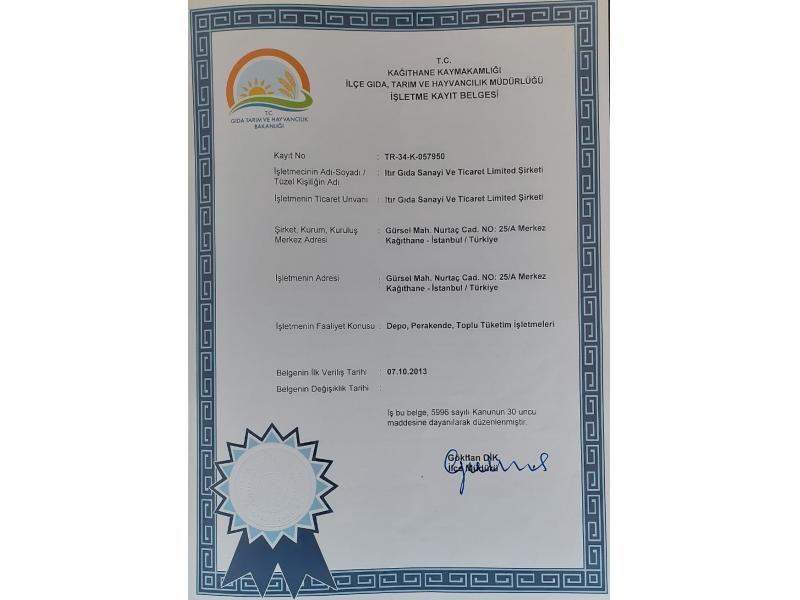 T.C.
KAĞITHANE KAYMAKAMLIĞI
İLÇE GIDA, TARIM VE HAYVANCILIK MÜDÜRLÜĞÜ
İŞLETME KAYIT BELGESİ
T.C.
GIDA TARIM VE HAYVANCILIK
BAKANLIĞI
Kayıt No : TR-34-K-057950
İşletmecinin Adı-Soyadı / : Itır Gıda Sanayi Ve Ticaret Limited Şirketi
Tüzel Kişiliğin Adı
İşletmenin Ticaret Unvanı : Itır Gıda Sanayi Ve Ticaret Limited Şirketi
Şirket, Kurum, Kuruluş : Gürsel Mah. Nurtaç Cad. NO: 25/A Merkez
Merkez Adresi Kağıthane - İstanbul / Türkiye
İşletmenin Adresi : Gürsel Mah. Nurtaç Cad. NO: 25/A Merkez
Kağıthane - İstanbul / Türkiye
İşletmenin Faaliyet Konusu : Depo, Perakende, Toplu Tüketim İşletmeleri
Belgenin İlk Veriliş Tarihi : 07.10.2013
Belgenin Değişiklik Tarihi :
İş bu belge, 5996 sayılı Kanunun 30 uncu
maddesine dayanılarak düzenlenmiştir.
Gökhan DİK
İlçe Müdürü